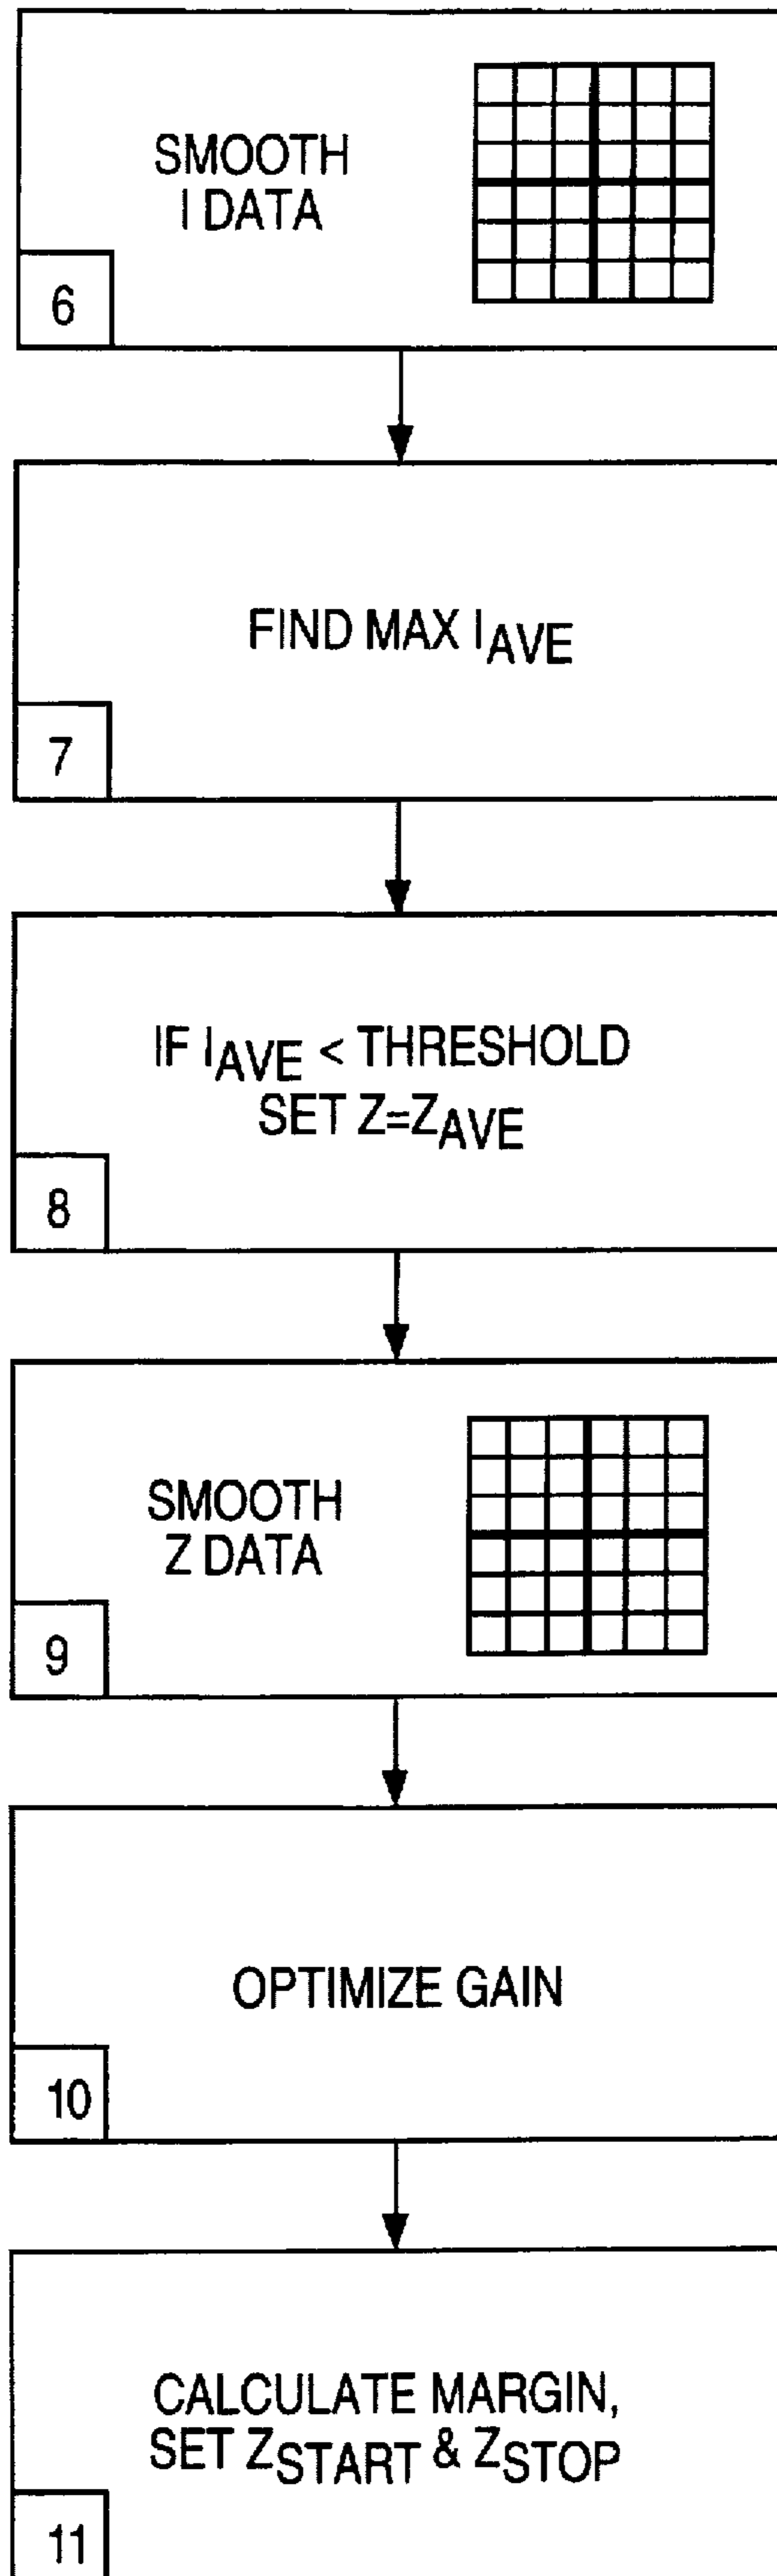 SMOOTH
I DATA
6
FIND MAX IAVE
7
IF IAVE < THRESHOLD
SET Z=ZAVE
8
SMOOTH
Z DATA
9
OPTIMIZE GAIN
10
CALCULATE MARGIN,
SET ZSTART & ZSTOP
11